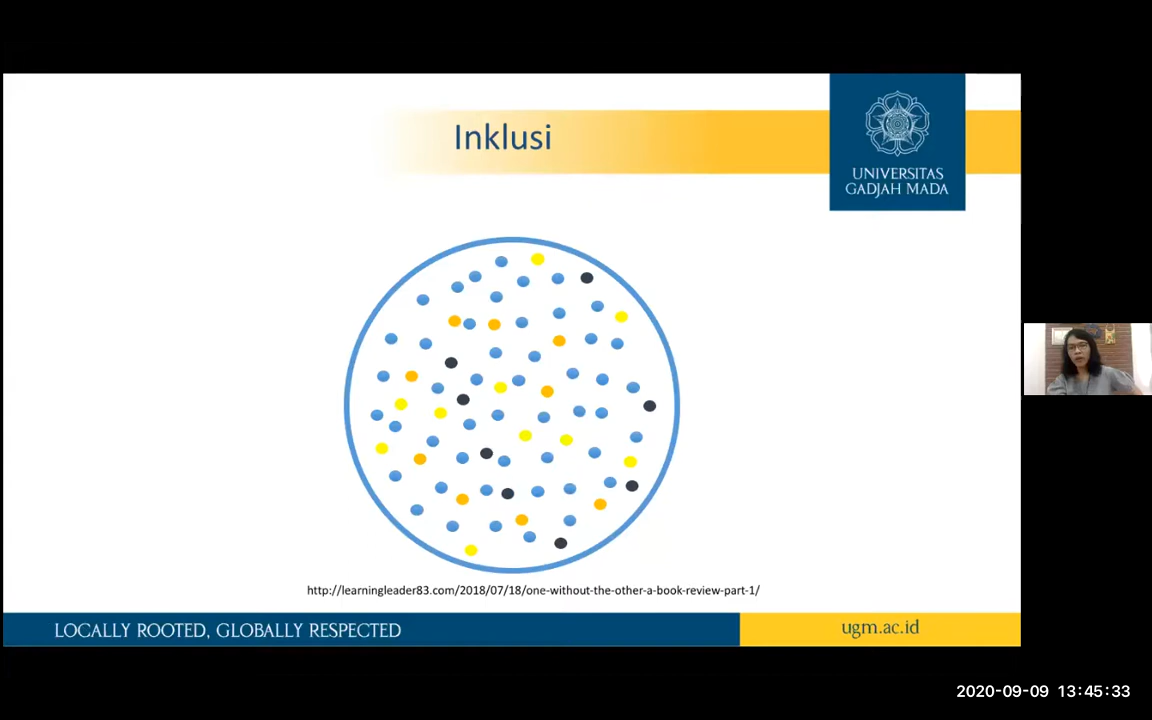 Inklusi
UNIVERSITAS
GADJAH MADA
http://learningleader83.com/2018/07/18/one-without-the-other-a-book-review-part-1/
LOCALLY ROOTED, GLOBALLY RESPECTED
ugm.ac.id
2020-09-09 13:45:33